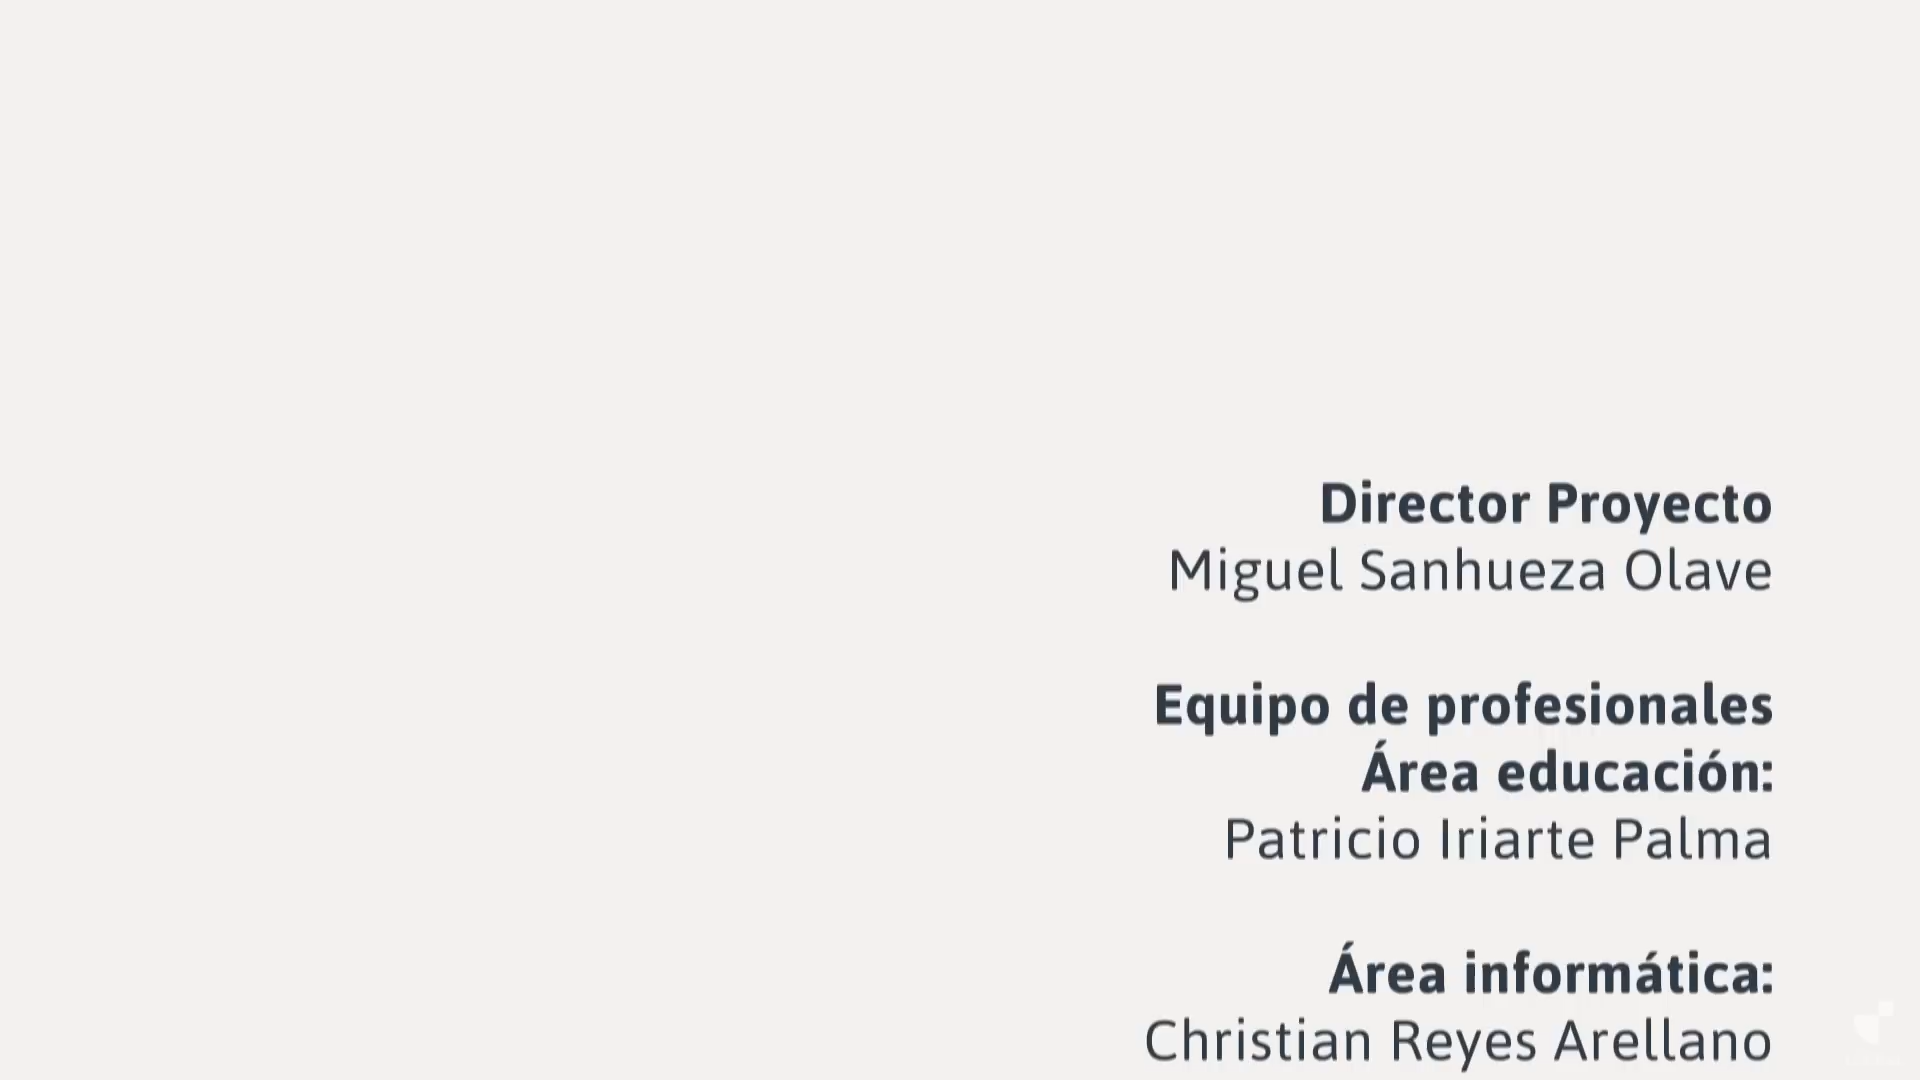 Director Proyecto
Miguel Sanhueza Olave
Equipo de profesionales
Área educación:
Patricio Iriarte Palma
Área informática:
Christian Reyes Arellano